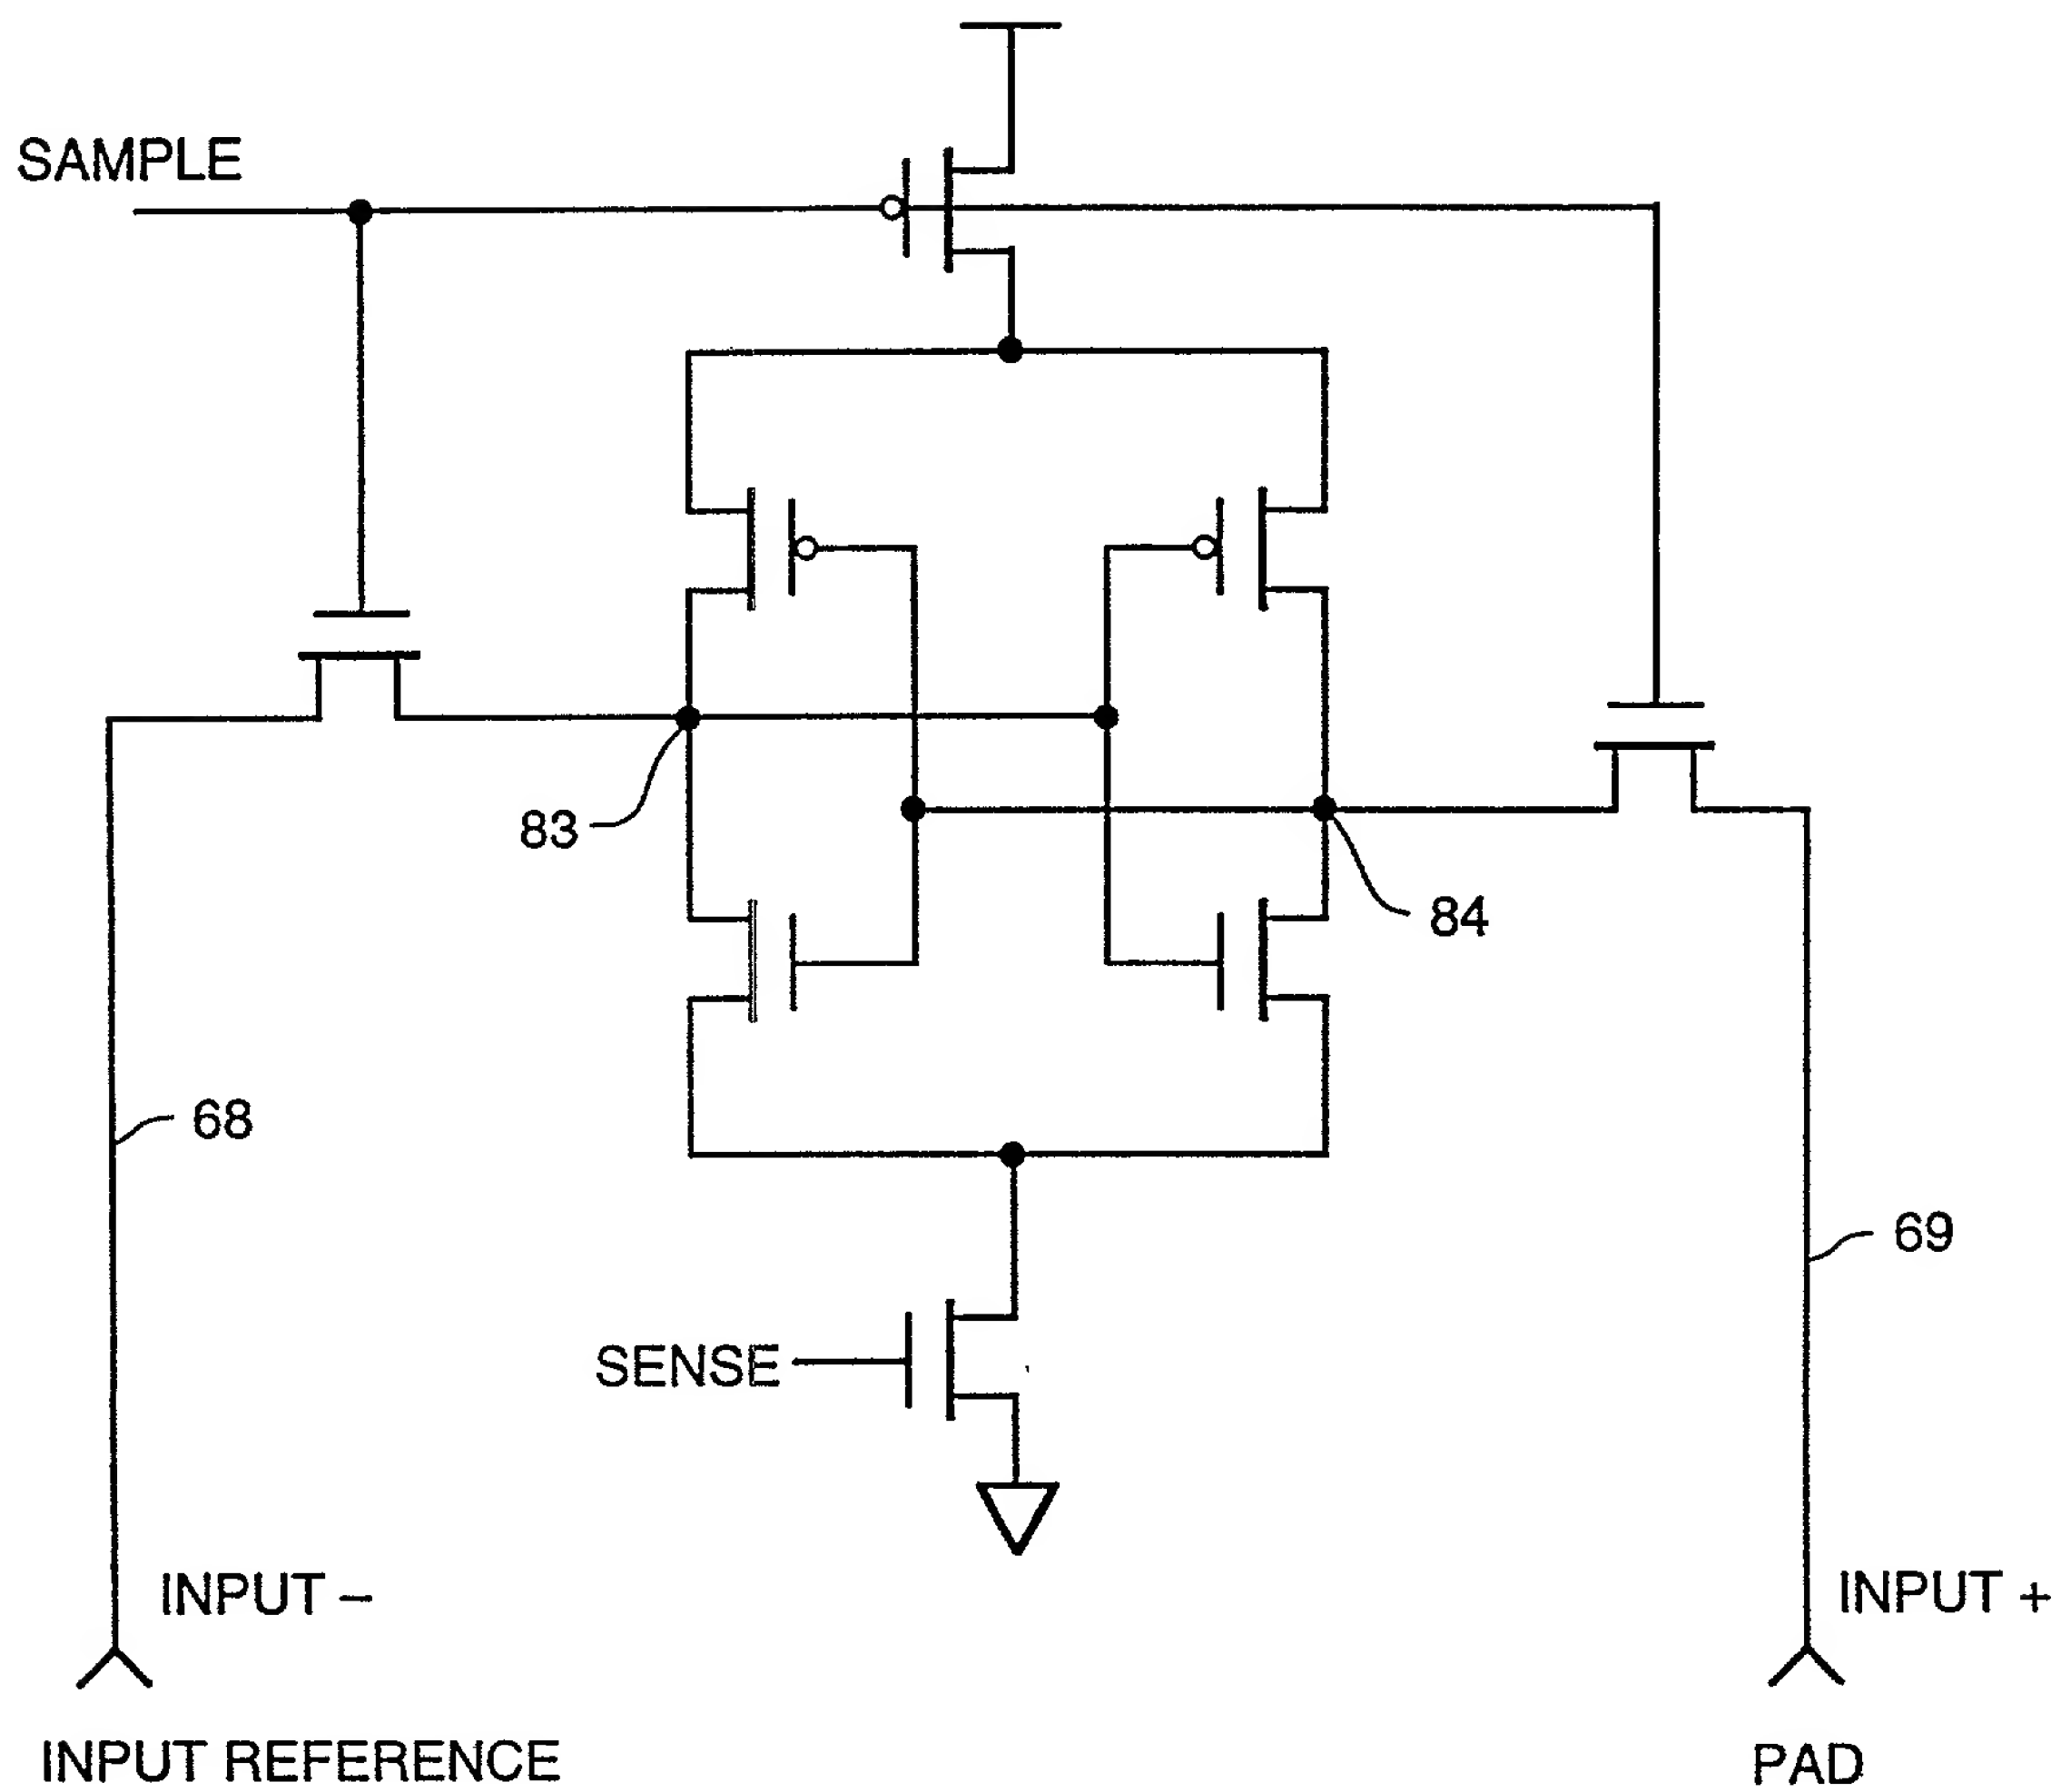 SAMPLE
83
84
68
69
SENSE
INPUT –
INPUT +
INPUT REFERENCE
PAD